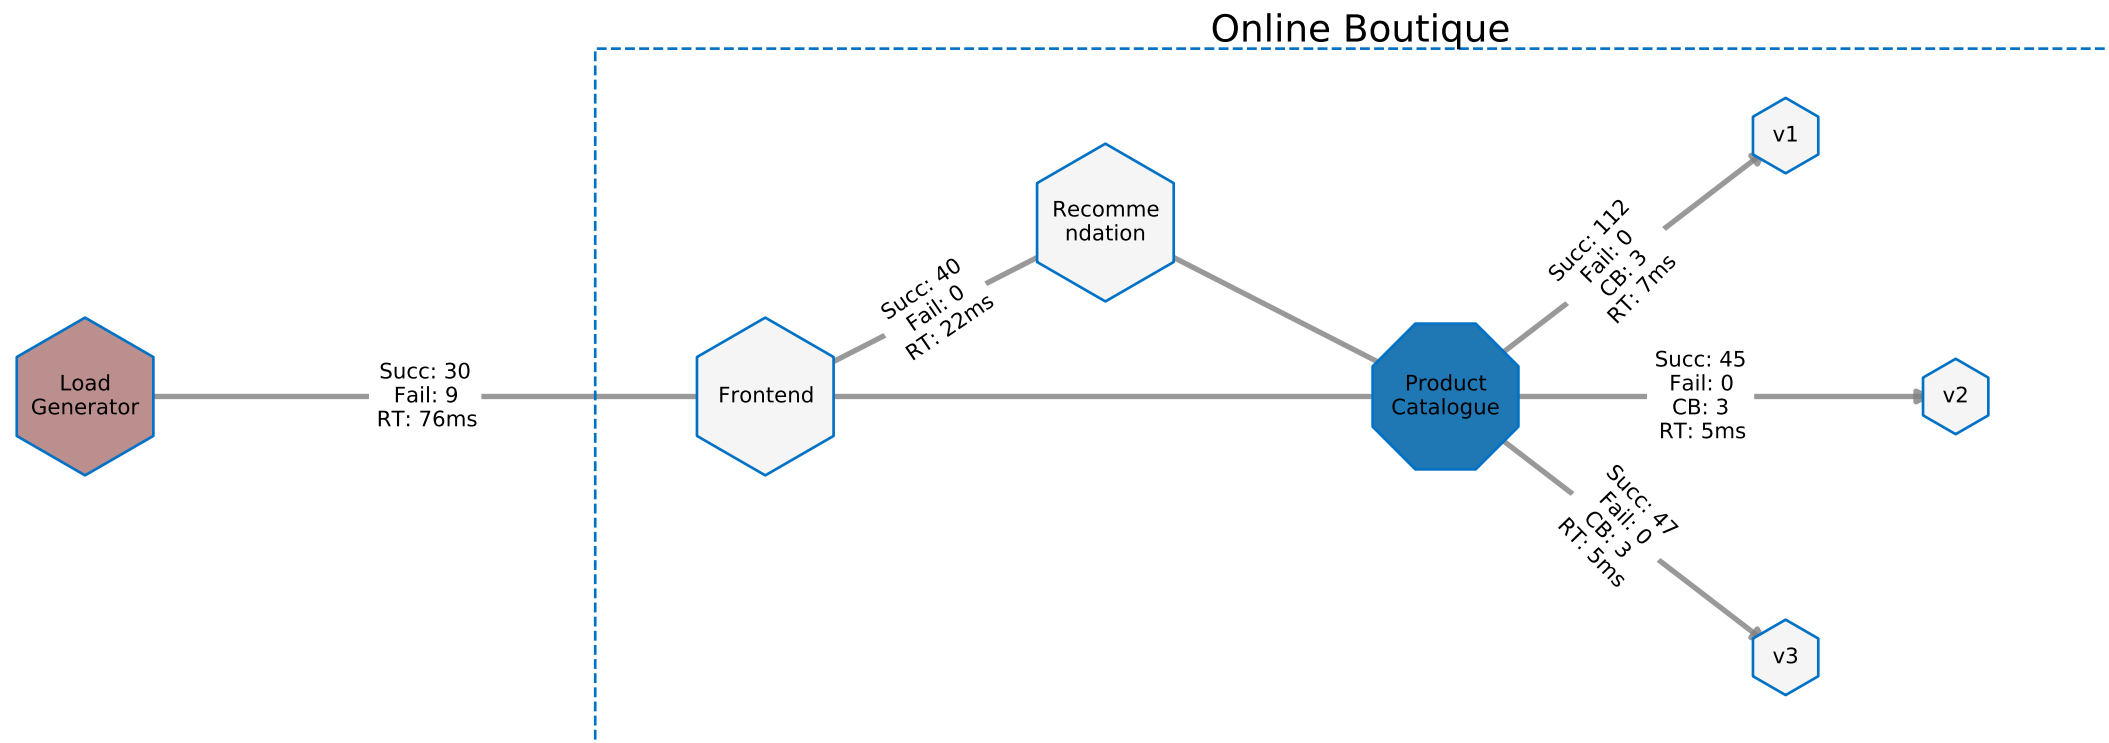 Online Boutique
Load
Generator
Succ: 30
Fail: 9
RT: 76ms
Frontend
Succ: 40
Fail: 0
RT: 22ms
Recomme
ndation
Product
Catalogue
Succ: 112
Fail: 0
CB: 3
RT: 7ms
v1
Succ: 45
Fail: 0
CB: 3
RT: 5ms
v2
Succ: 47
Fail: 0
CB: 3
RT: 5ms
v3